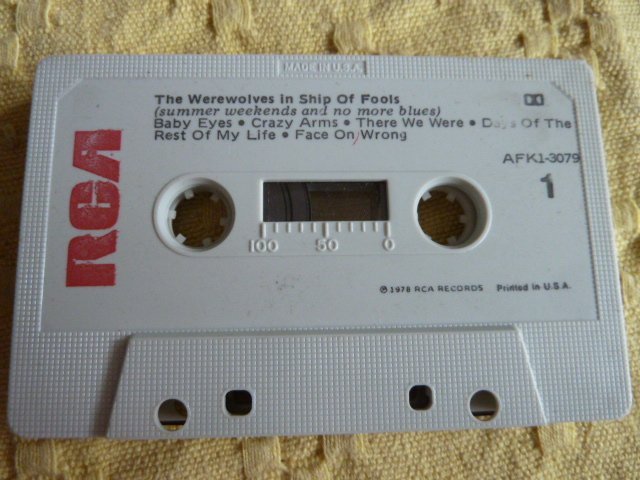 MADE IN U.S.A.
The Werewolves in Ship Of Fools
(summer weekends and no more blues)
Baby Eyes • Crazy Arms • There We Were • Days Of The
Rest Of My Life • Face On Wrong
AFK1-3079
1
RCA
100 50 0
℗ 1978 RCA RECORDS Printed in U.S.A.